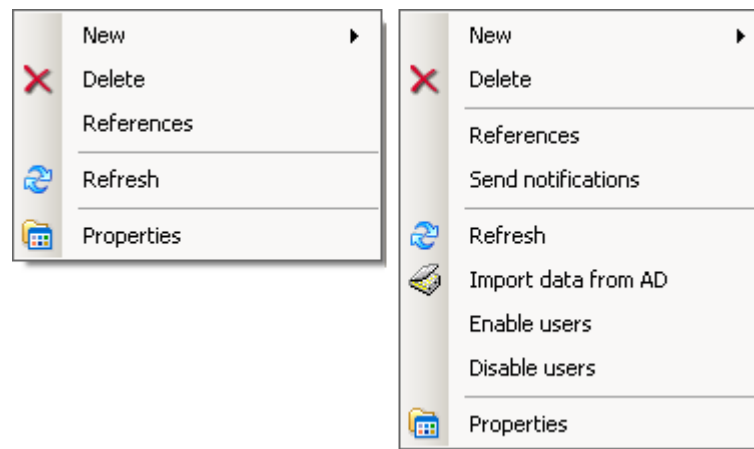 New
Delete
References
Refresh
Properties
New
Delete
References
Send notifications
Refresh
Import data from AD
Enable users
Disable users
Properties